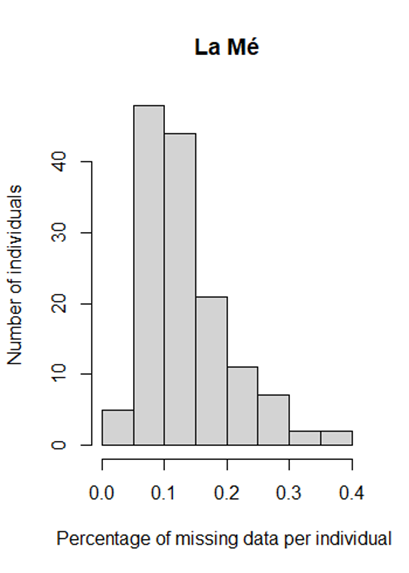 La Mé
Number of individuals
40
30
20
10
0
0.0 0.1 0.2 0.3 0.4
Percentage of missing data per individual